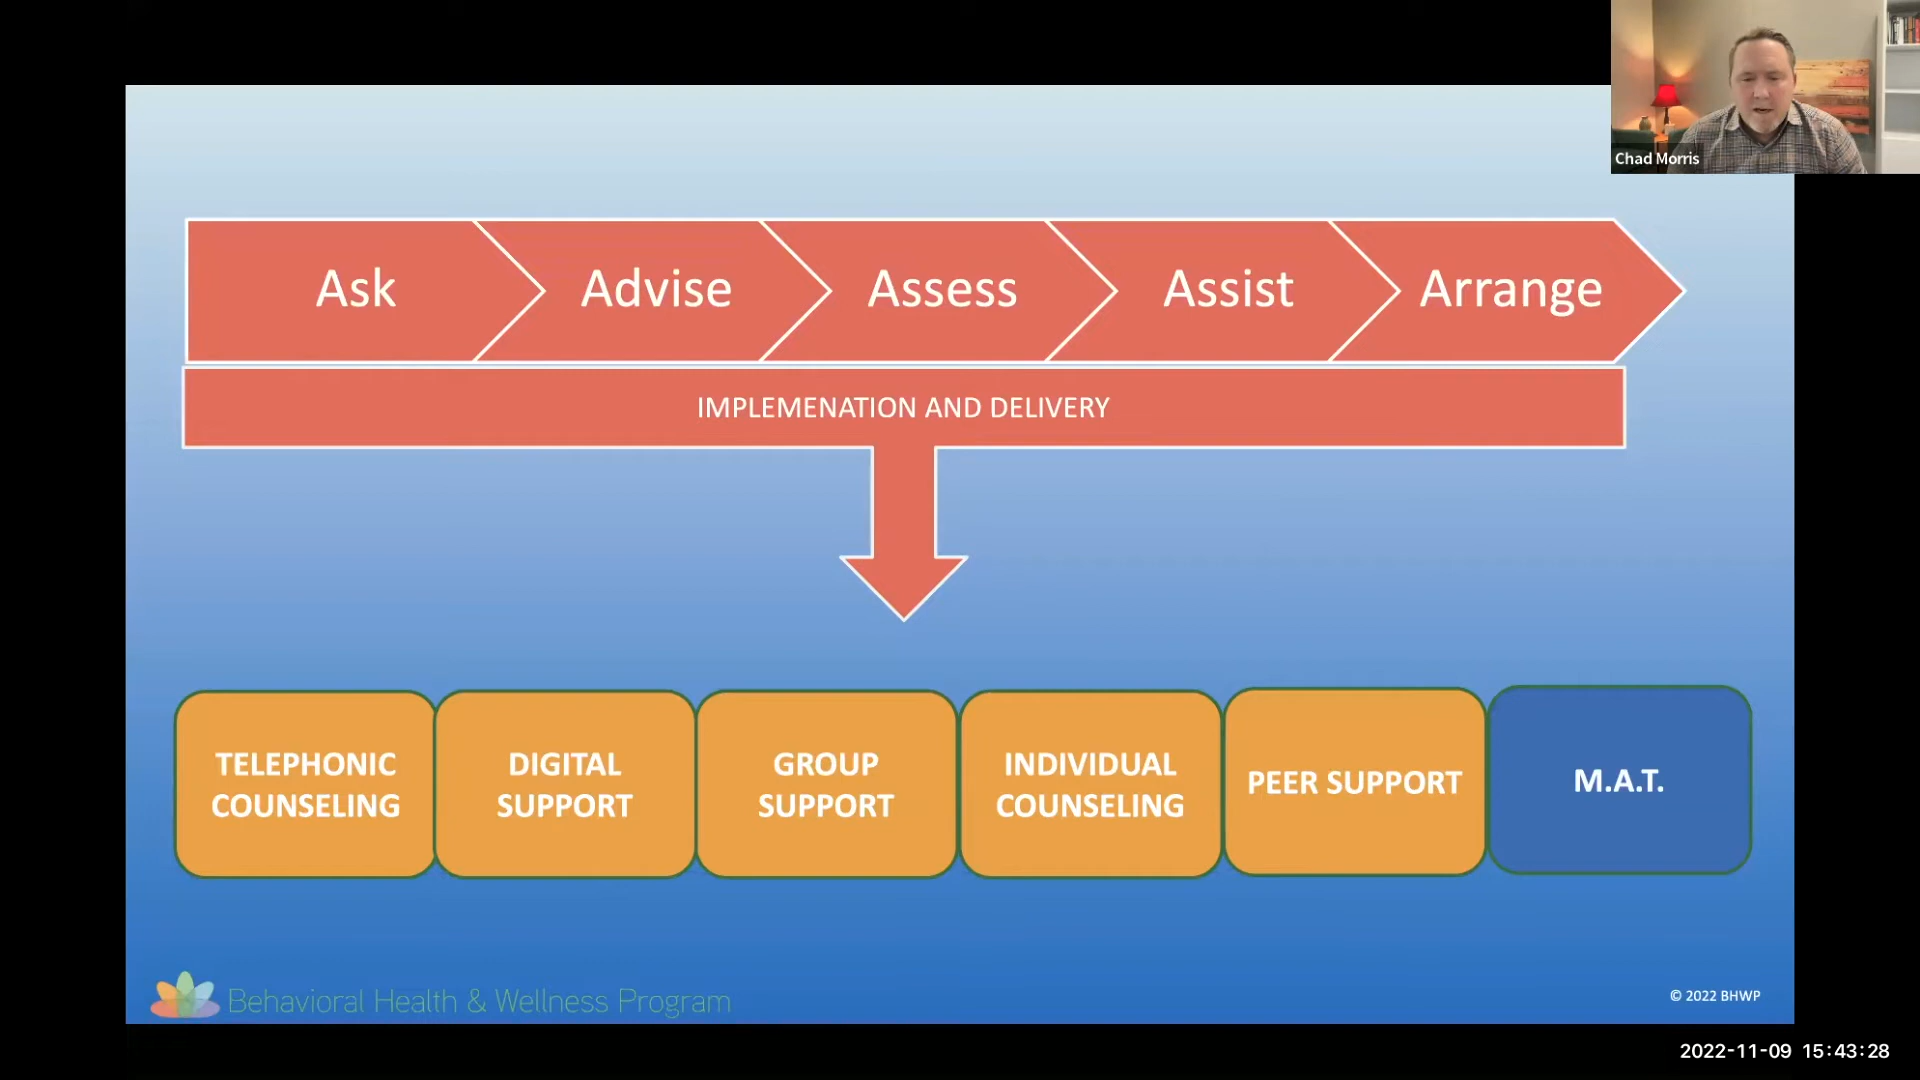 Chad Morris
Ask Advise Assess Assist Arrange
IMPLEMENATION AND DELIVERY
TELEPHONIC
COUNSELING
DIGITAL
SUPPORT
GROUP
SUPPORT
INDIVIDUAL
COUNSELING
PEER SUPPORT
M.A.T.
Behavioral Health & Wellness Program
© 2022 BHWP
2022-11-09 15:43:28